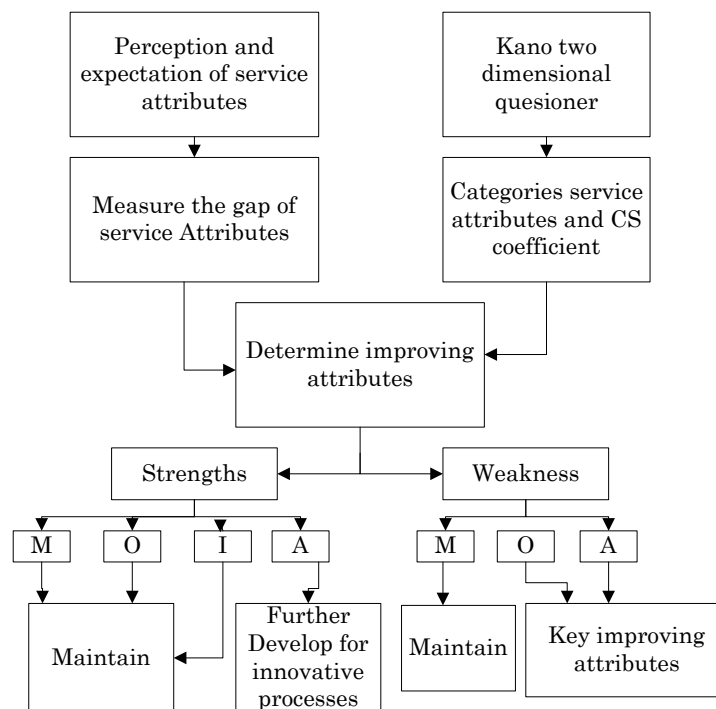 Perception and
expectation of service
attributes
Kano two
dimensional
quesioner
Measure the gap of
service Attributes
Categories service
attributes and CS
coefficient
Determine improving
attributes
Strengths
Weakness
M
O
I
A
M
O
A
Maintain
Further
Develop for
innovative
processes
Maintain
Key improving
attributes